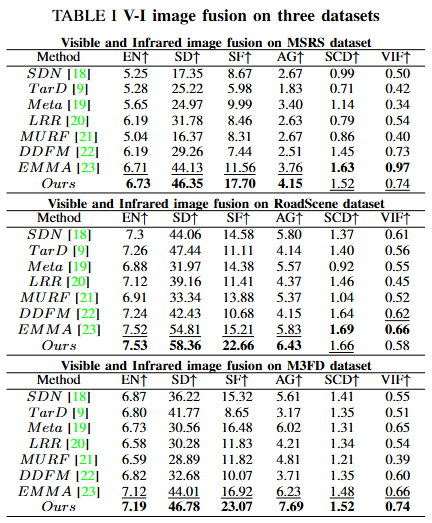 TABLE I V-I image fusion on three datasets
Visible and Infrared image fusion on MSRS dataset
Method EN↑ SD↑ SF↑ AG↑ SCD↑ VIF↑
SDN [18] 5.25 17.35 8.67 2.67 0.99 0.50
TarD [9] 5.28 25.22 5.98 1.83 0.71 0.42
Meta [19] 5.65 24.97 9.99 3.40 1.14 0.34
LRR [20] 6.19 31.78 8.46 2.63 0.79 0.54
MURF [21] 5.04 16.37 8.31 2.67 0.86 0.40
DDFM [22] 6.19 29.26 7.44 2.51 1.45 0.73
EMMA [23] 6.71 44.13 11.56 3.76 1.63 0.97
Ours 6.73 46.35 17.70 4.15 1.52 0.74
Visible and Infrared image fusion on RoadScene dataset
Method EN↑ SD↑ SF↑ AG↑ SCD↑ VIF↑
SDN [18] 7.3 44.06 14.58 5.80 1.37 0.61
TarD [9] 7.26 47.44 11.11 4.14 1.40 0.56
Meta [19] 6.88 31.97 14.38 5.57 0.92 0.55
LRR [20] 7.12 39.16 11.41 4.37 1.46 0.45
MURF [21] 6.91 33.34 13.88 5.37 1.04 0.52
DDFM [22] 7.24 42.43 10.68 4.15 1.64 0.62
EMMA [23] 7.52 54.81 15.21 5.83 1.69 0.66
Ours 7.53 58.36 22.66 6.43 1.66 0.58
Visible and Infrared image fusion on M3FD dataset
Method EN↑ SD↑ SF↑ AG↑ SCD↑ VIF↑
SDN [18] 6.87 36.22 15.32 5.61 1.41 0.55
TarD [9] 6.80 41.77 8.65 3.17 1.35 0.51
Meta [19] 6.73 30.56 16.48 6.02 1.31 0.65
LRR [20] 6.58 30.28 11.83 4.21 1.34 0.54
MURF [21] 6.59 28.89 11.82 4.81 1.21 0.39
DDFM [22] 6.82 32.68 10.07 3.71 1.35 0.60
EMMA [23] 7.12 44.01 16.92 6.23 1.48 0.66
Ours 7.19 46.78 23.07 7.69 1.52 0.74